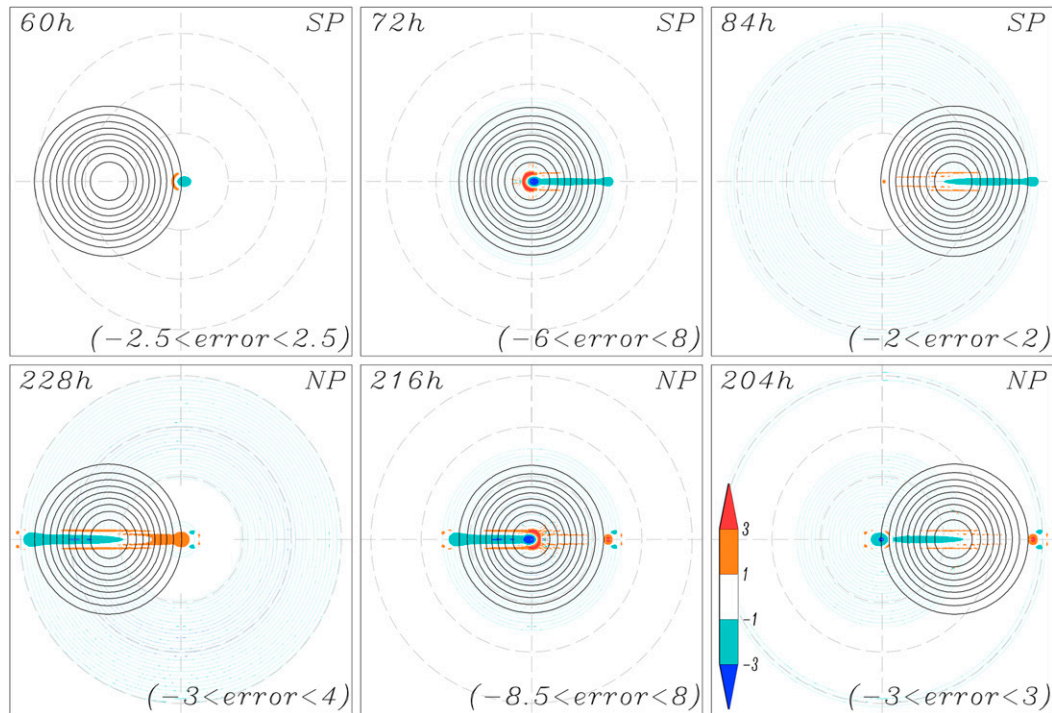 60h SP
72h SP
84h SP
(-2.5<error<2.5)
(-6<error<8)
(-2<error<2)
228h NP
216h NP
204h NP
3
1
-1
-3
(-3<error<4)
(-8.5<error<8)
(-3<error<3)